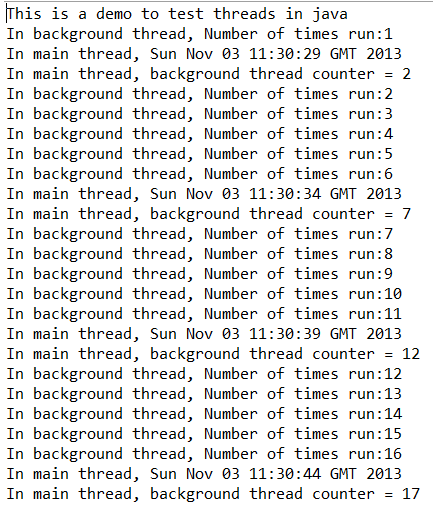 This is a demo to test threads in java
In background thread, Number of times run:1
In main thread, Sun Nov 03 11:30:29 GMT 2013
In main thread, background thread counter = 2
In background thread, Number of times run:2
In background thread, Number of times run:3
In background thread, Number of times run:4
In background thread, Number of times run:5
In background thread, Number of times run:6
In main thread, Sun Nov 03 11:30:34 GMT 2013
In main thread, background thread counter = 7
In background thread, Number of times run:7
In background thread, Number of times run:8
In background thread, Number of times run:9
In background thread, Number of times run:10
In background thread, Number of times run:11
In main thread, Sun Nov 03 11:30:39 GMT 2013
In main thread, background thread counter = 12
In background thread, Number of times run:12
In background thread, Number of times run:13
In background thread, Number of times run:14
In background thread, Number of times run:15
In background thread, Number of times run:16
In main thread, Sun Nov 03 11:30:44 GMT 2013
In main thread, background thread counter = 17